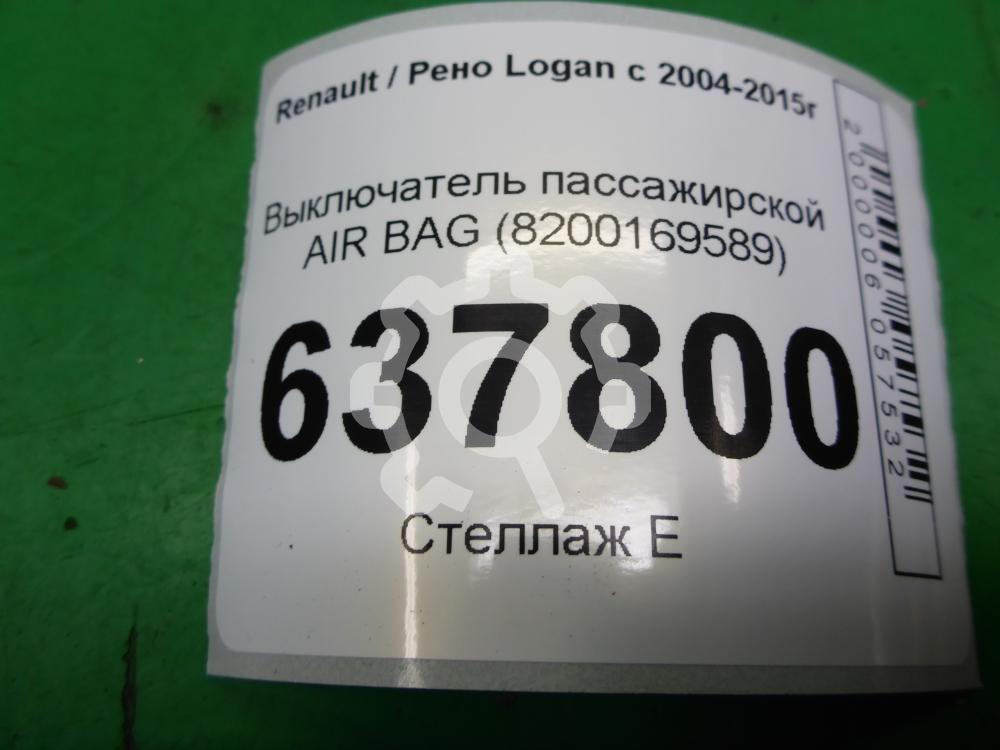 Renault / Рено Logan с 2004-2015г
Выключатель пассажирской
AIR BAG (8200169589)
637800
Стеллаж E
2000006057532